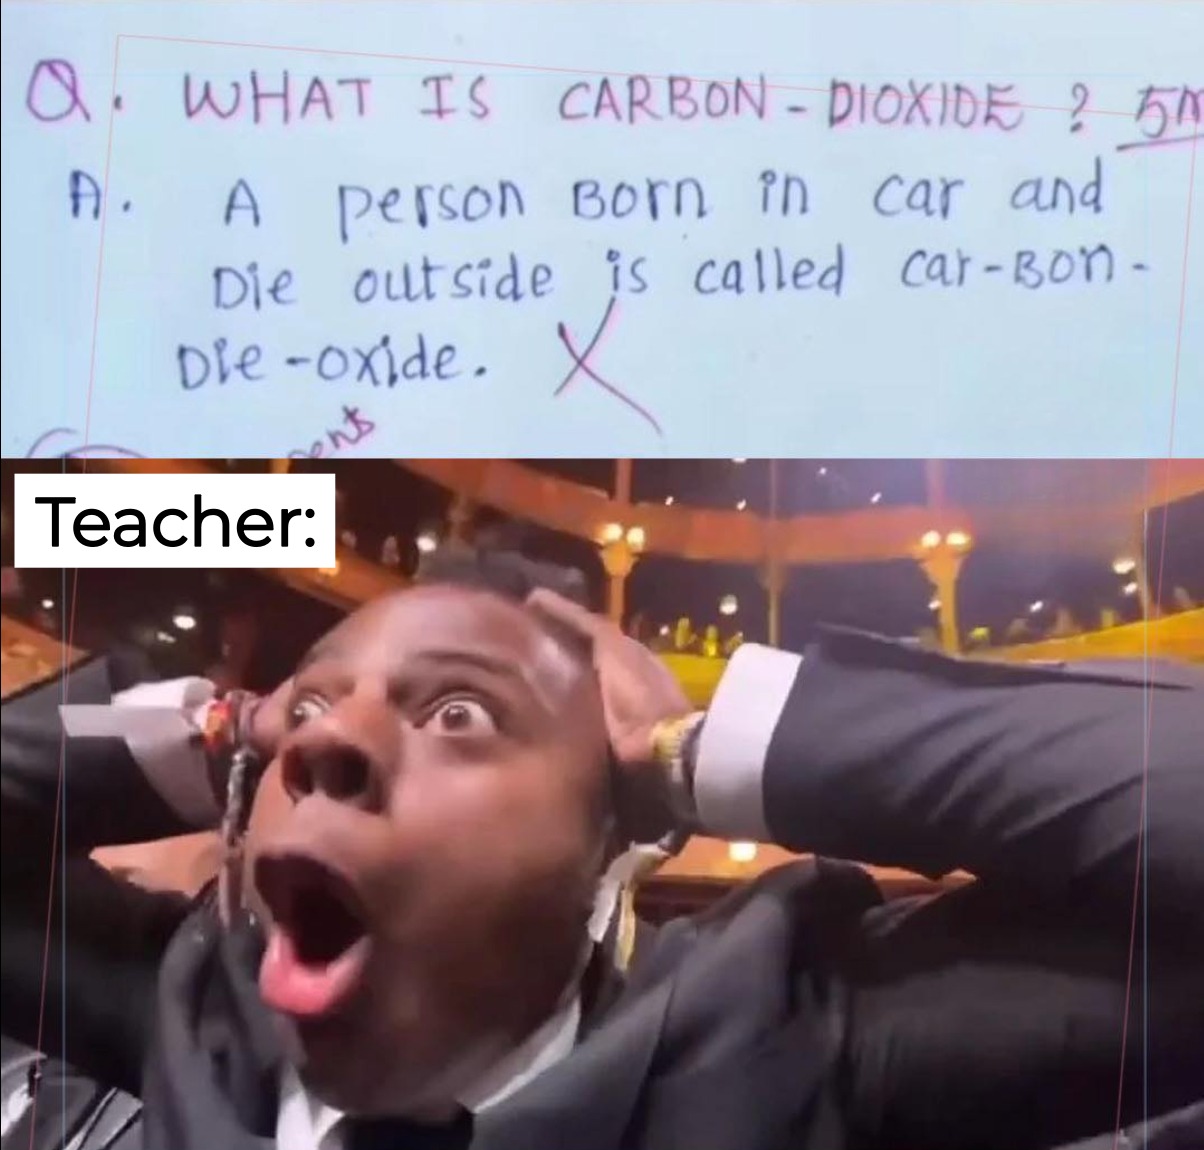 Q. WHAT IS CARBON-DIOXIDE ? 5M
A. A person Born in car and
Die outside is called car-Bon-
Die-oxide. X
Teacher: